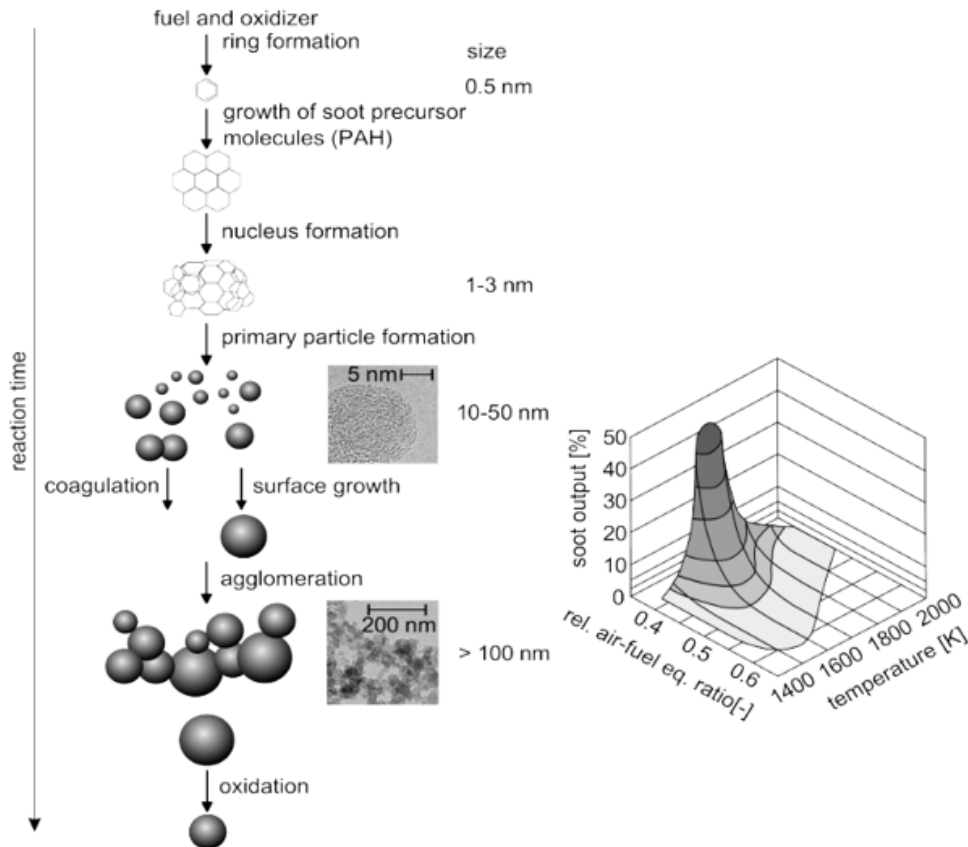 fuel and oxidizer
ring formation
size
0.5 nm
growth of soot precursor
molecules (PAH)
nucleus formation
1-3 nm
primary particle formation
5 nm
10-50 nm
coagulation
surface growth
agglomeration
200 nm
> 100 nm
oxidation
reaction time
soot output [%]
50
40
30
20
10
0
0.4
0.5
0.6
rel. air-fuel eq. ratio[-]
1400
1600
1800
2000
temperature [K]